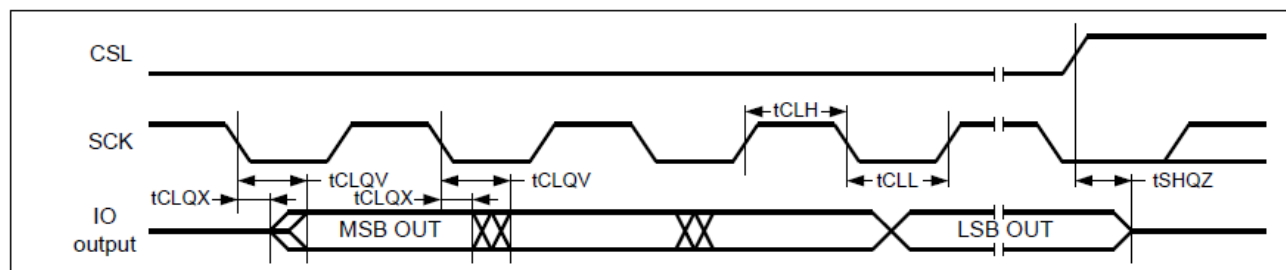 CSL
SCK
tCLH
tCLQV
tCLQV
tCLL
tSHQZ
tCLQX
tCLQX
IO
output
MSB OUT
LSB OUT